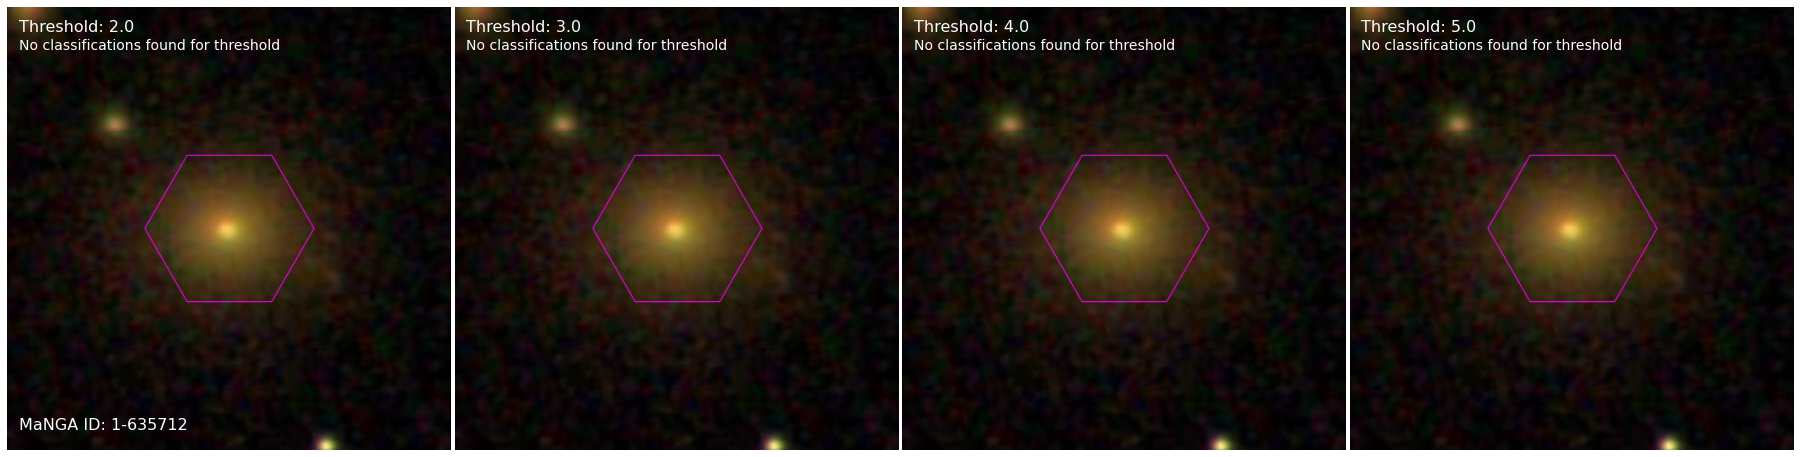 Threshold: 2.0
No classifications found for threshold
MaNGA ID: 1-635712
Threshold: 3.0
No classifications found for threshold
Threshold: 4.0
No classifications found for threshold
Threshold: 5.0
No classifications found for threshold